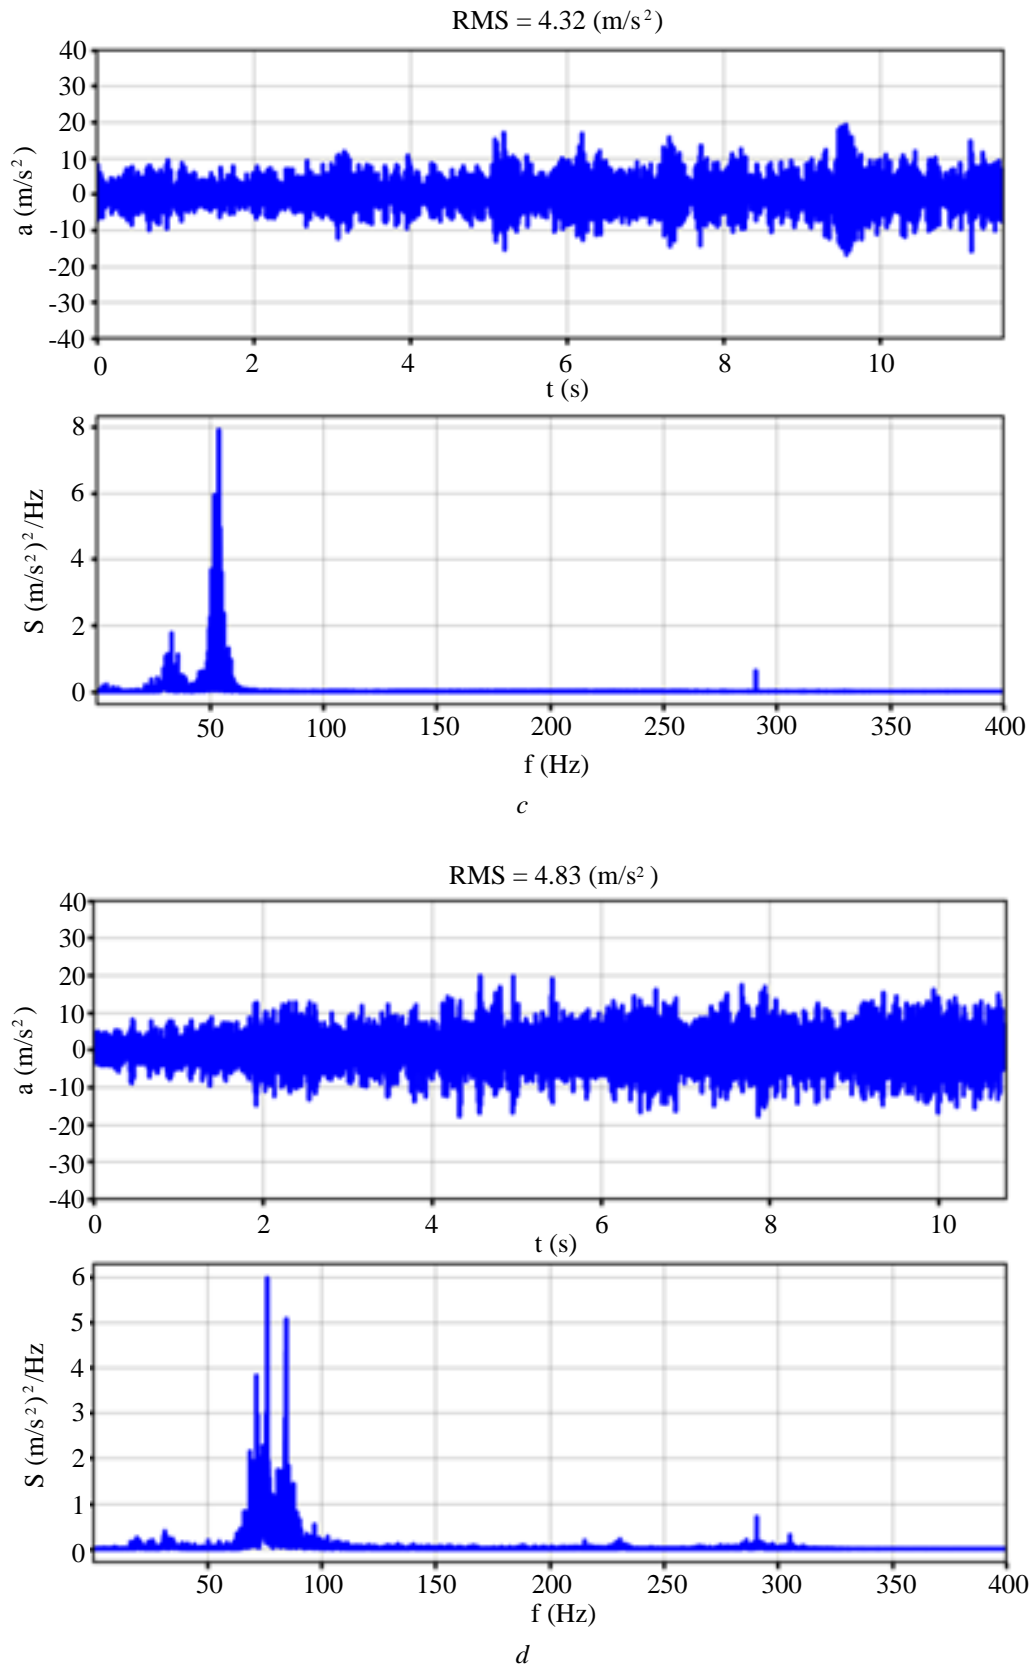 RMS = 4.32 (m/s²)
40
30
20
10
0
-10
-20
-30
-40
a (m/s²)
0 2 4 6 8 10
t (s)
8
6
4
2
0
S (m/s²)²/Hz
50 100 150 200 250 300 350 400
f (Hz)
c
RMS = 4.83 (m/s²)
40
30
20
10
0
-10
-20
-30
-40
a (m/s²)
0 2 4 6 8 10
t (s)
6
5
4
3
2
1
0
S (m/s²)²/Hz
50 100 150 200 250 300 350 400
f (Hz)
d